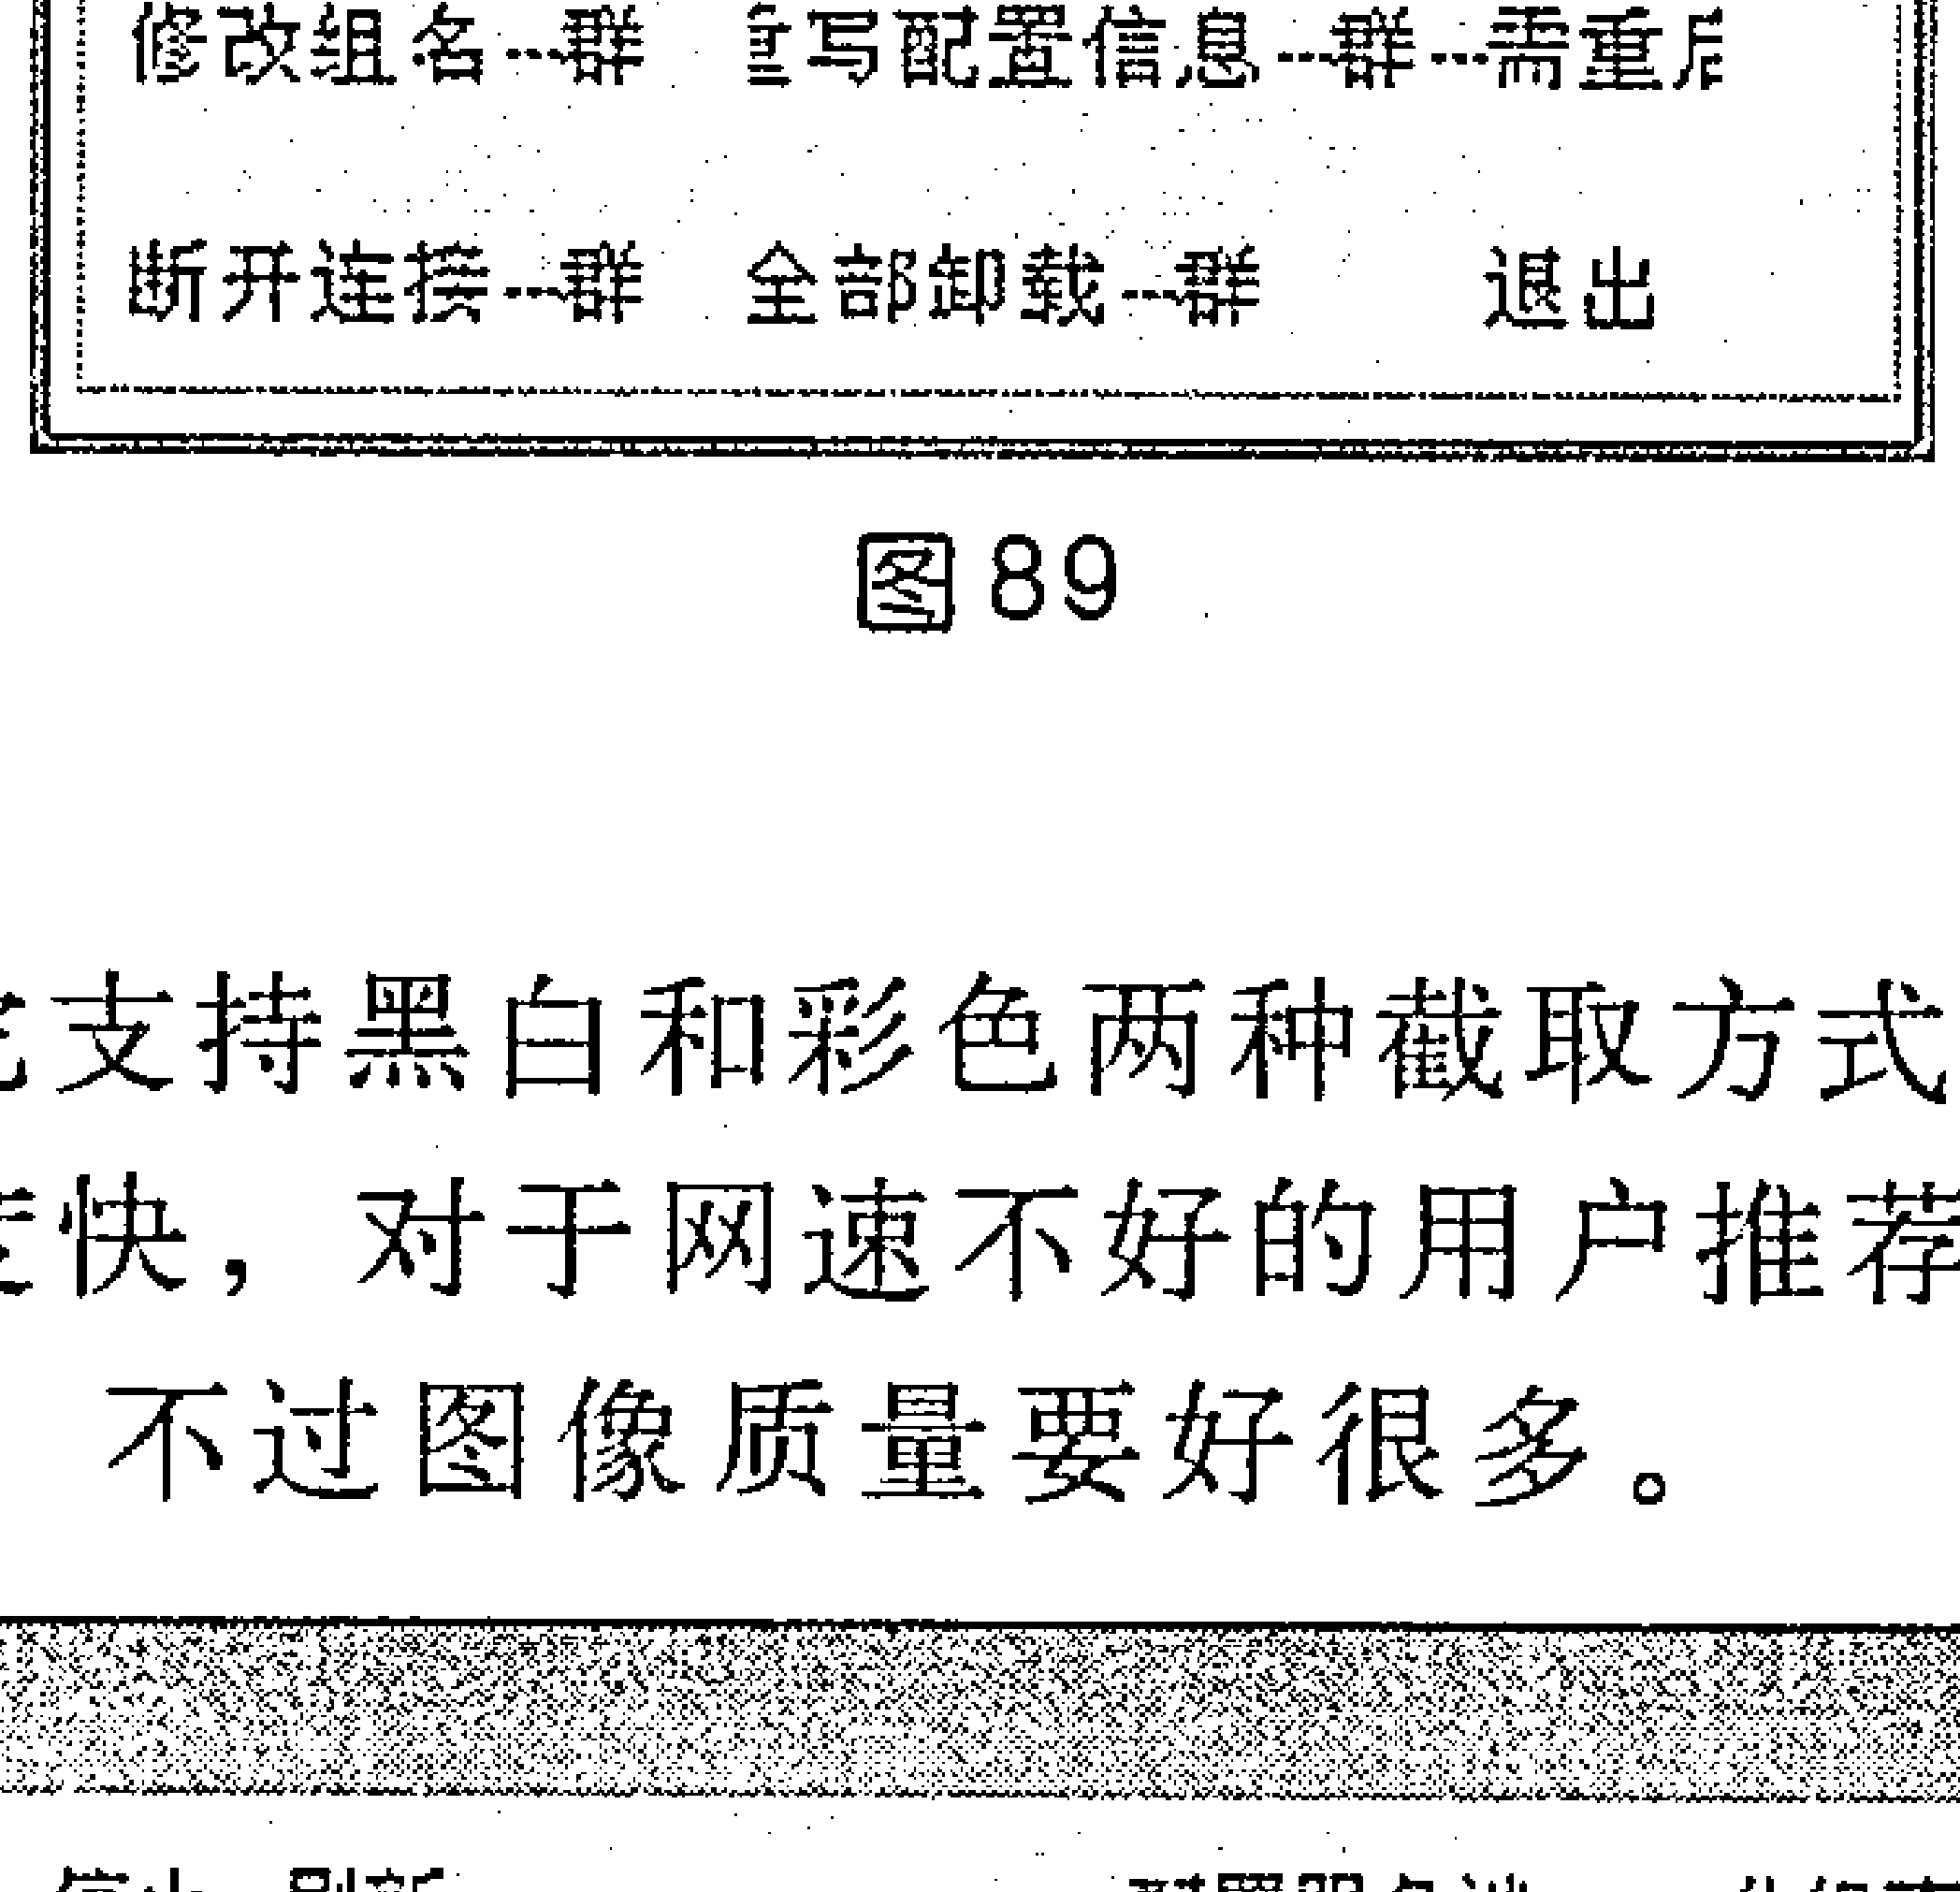 修改组名---群 写配置信息---群---需重
断开连接---群 全部卸载---群 退出
图 89
支持黑白和彩色两种截取方式
快，对于网速不好的用户推荐
不过图像质量要好很多。
刷新